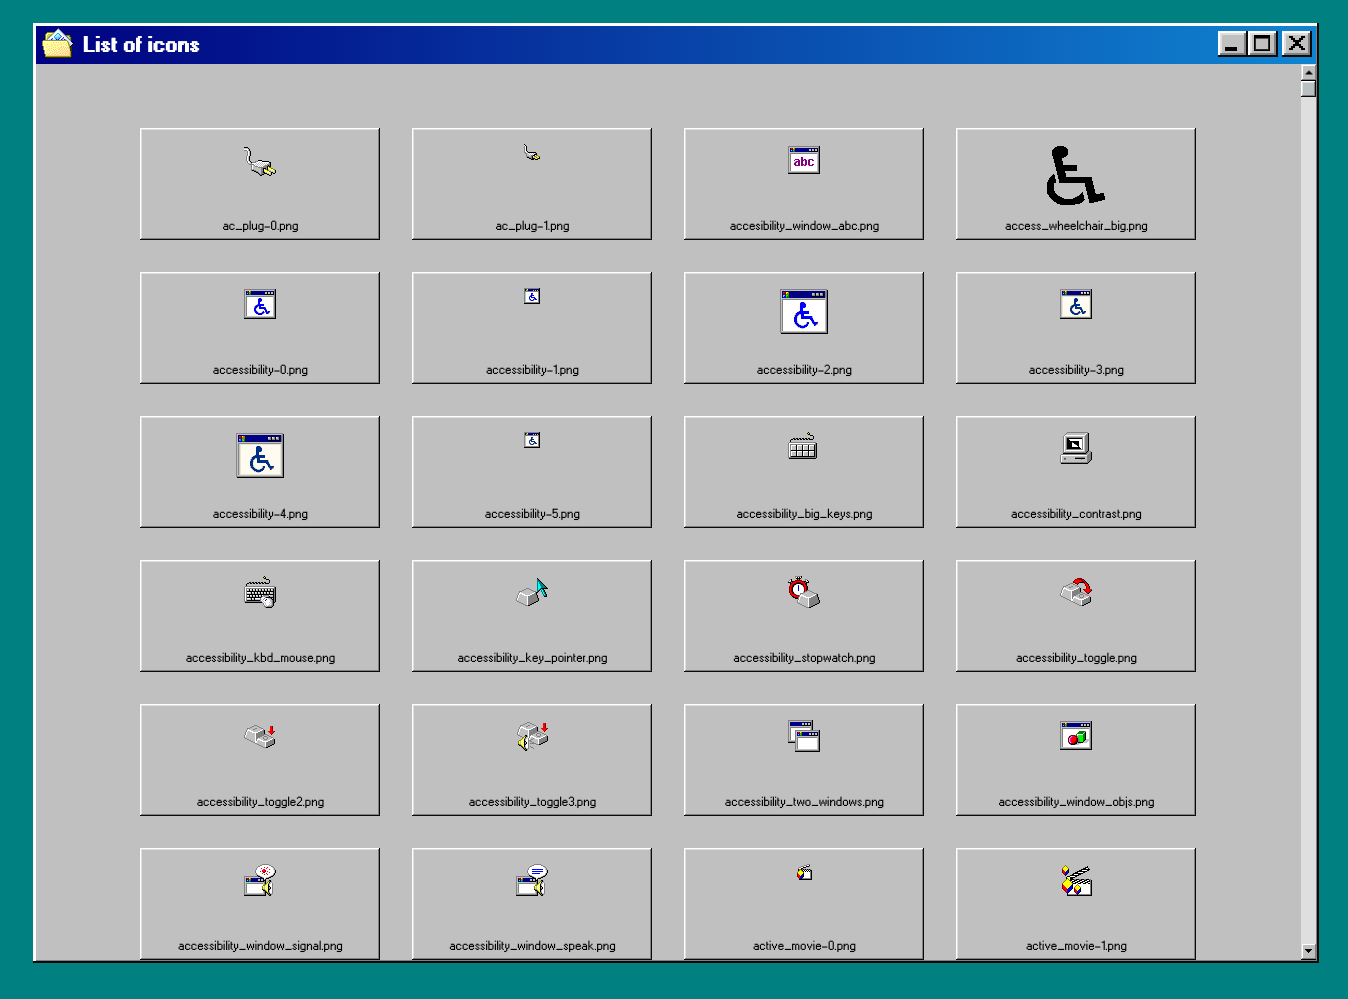 List of icons
ac_plug-0.png
ac_plug-1.png
abc
accesibility_window_abc.png
access_wheelchair_big.png
accessibility-0.png
accessibility-1.png
accessibility-2.png
accessibility-3.png
accessibility-4.png
accessibility-5.png
accessibility_big_keys.png
accessibility_contrast.png
accessibility_kbd_mouse.png
accessibility_key_pointer.png
accessibility_stopwatch.png
accessibility_toggle.png
accessibility_toggle2.png
accessibility_toggle3.png
accessibility_two_windows.png
accessibility_window_objs.png
accessibility_window_signal.png
accessibility_window_speak.png
active_movie-0.png
active_movie-1.png